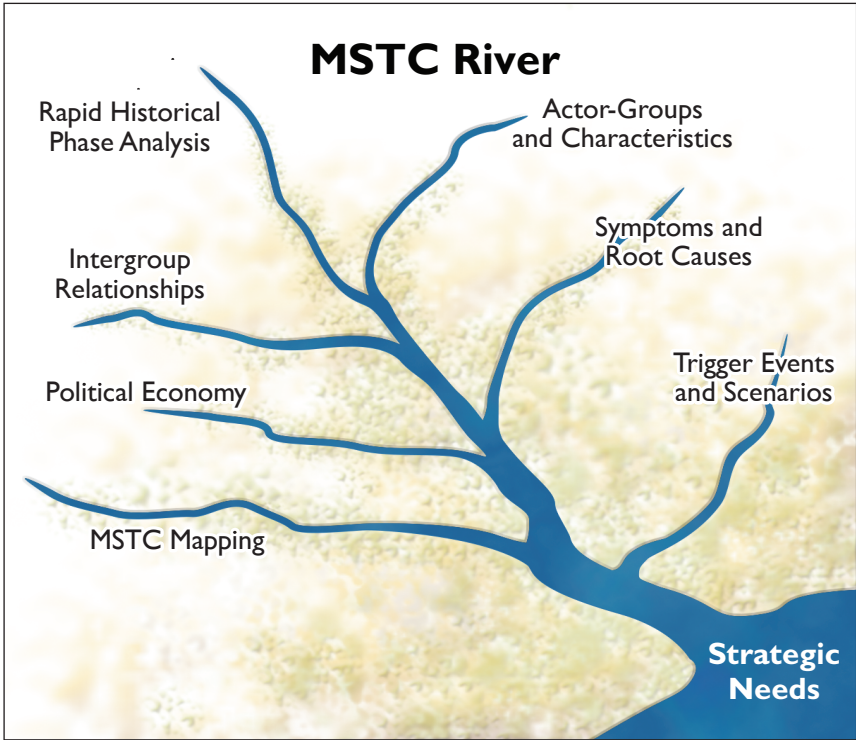 MSTC River
Rapid Historical
Phase Analysis
Actor-Groups
and Characteristics
Symptoms and
Root Causes
Intergroup
Relationships
Trigger Events
and Scenarios
Political Economy
MSTC Mapping
Strategic
Needs